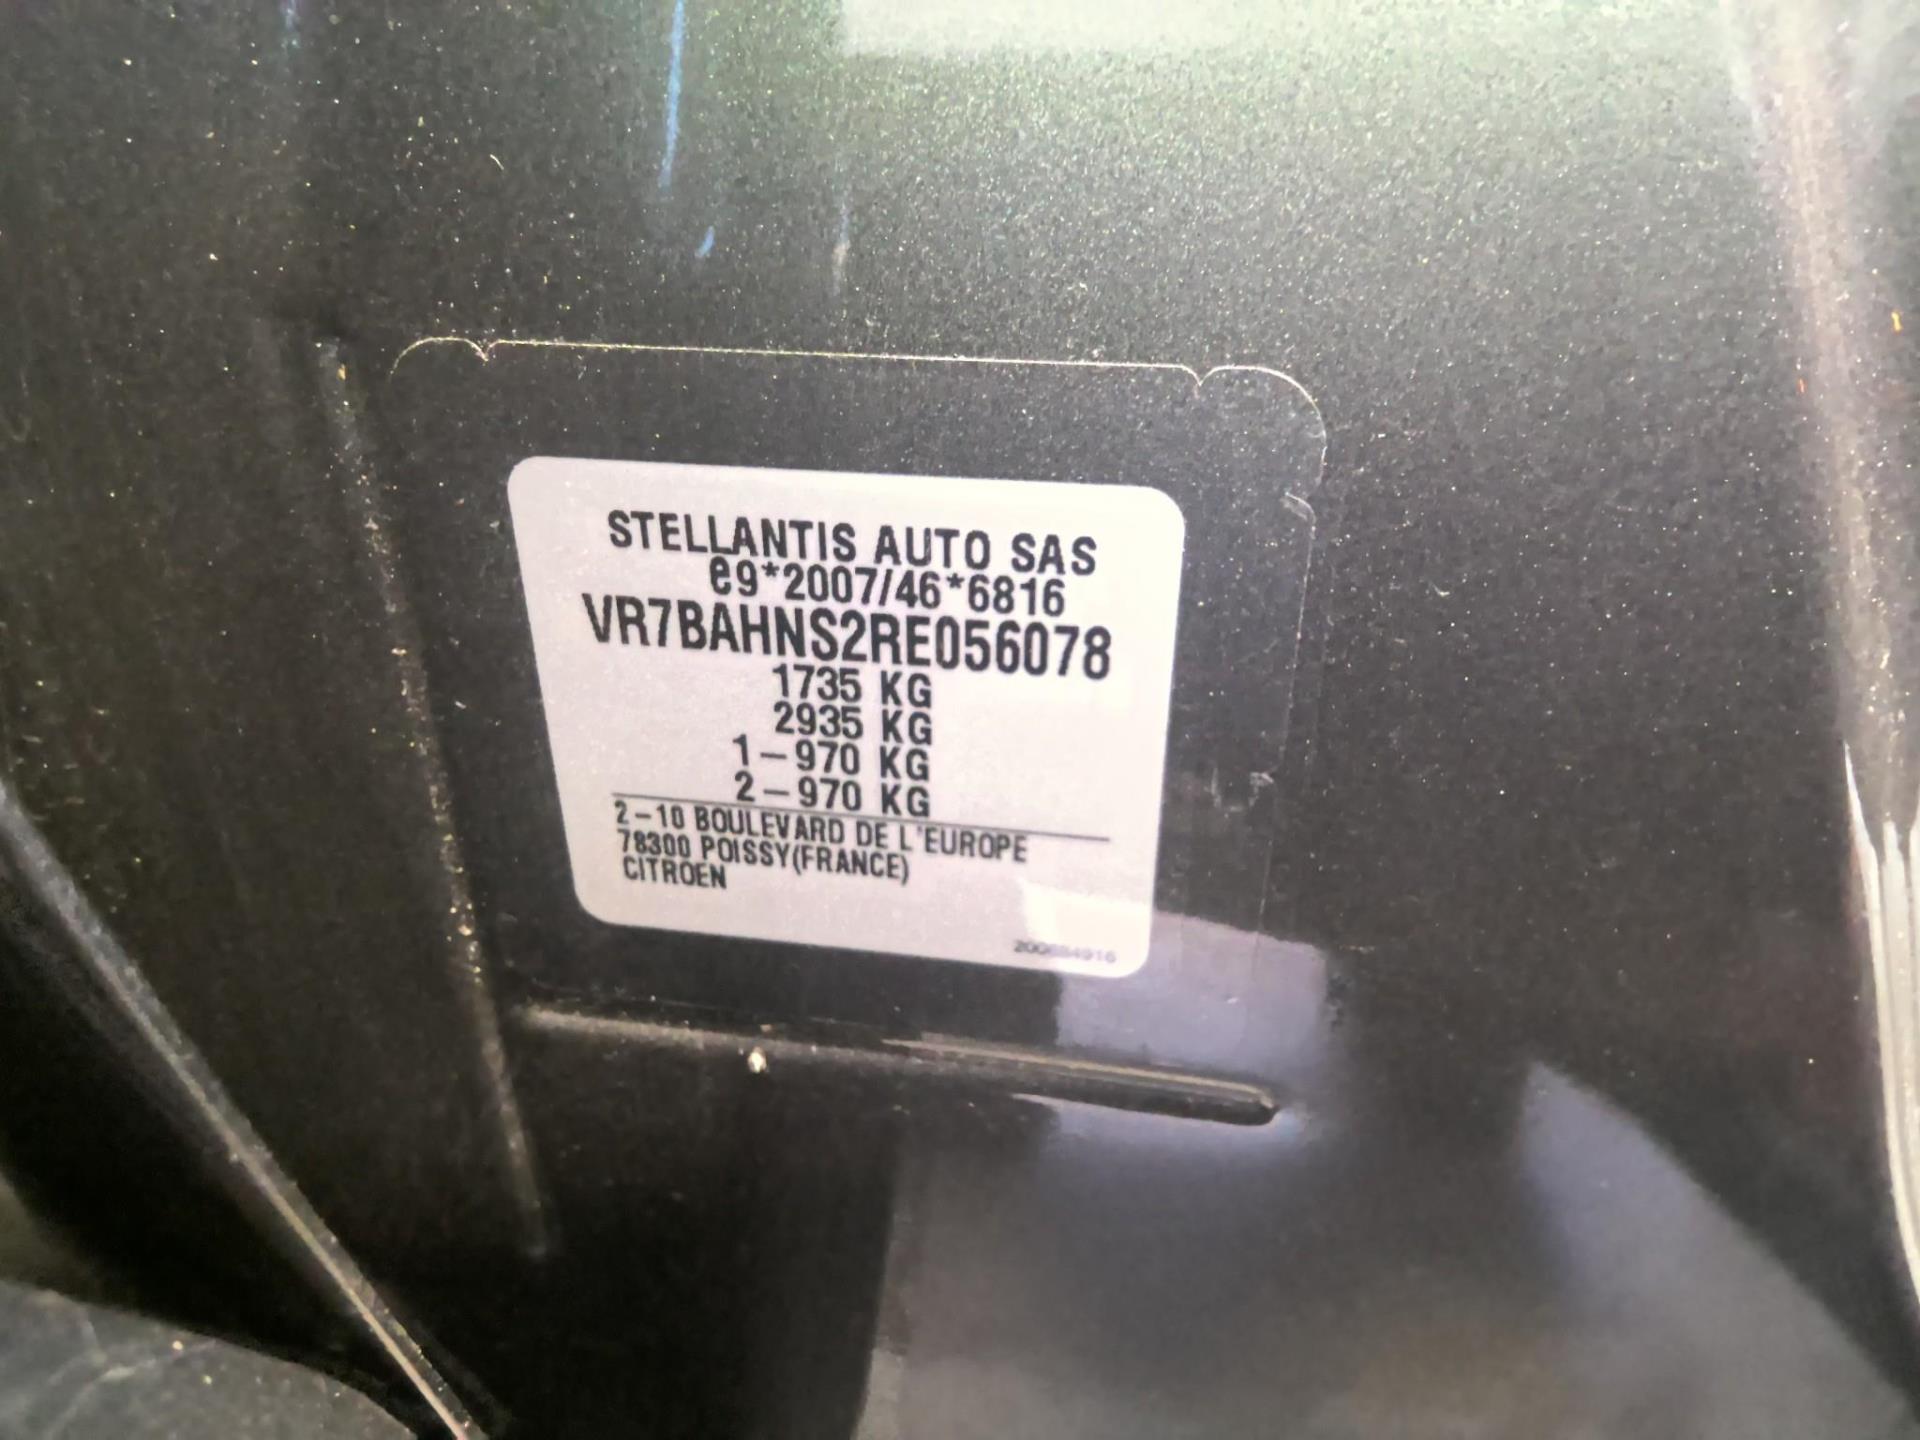 STELLANTIS AUTO SAS
e9*2007/46*6816
VR7BAHNS2RE056078
1735 KG
2935 KG
1-970 KG
2-970 KG
2-10 BOULEVARD DE L'EUROPE
78300 POISSY(FRANCE)
CITROEN